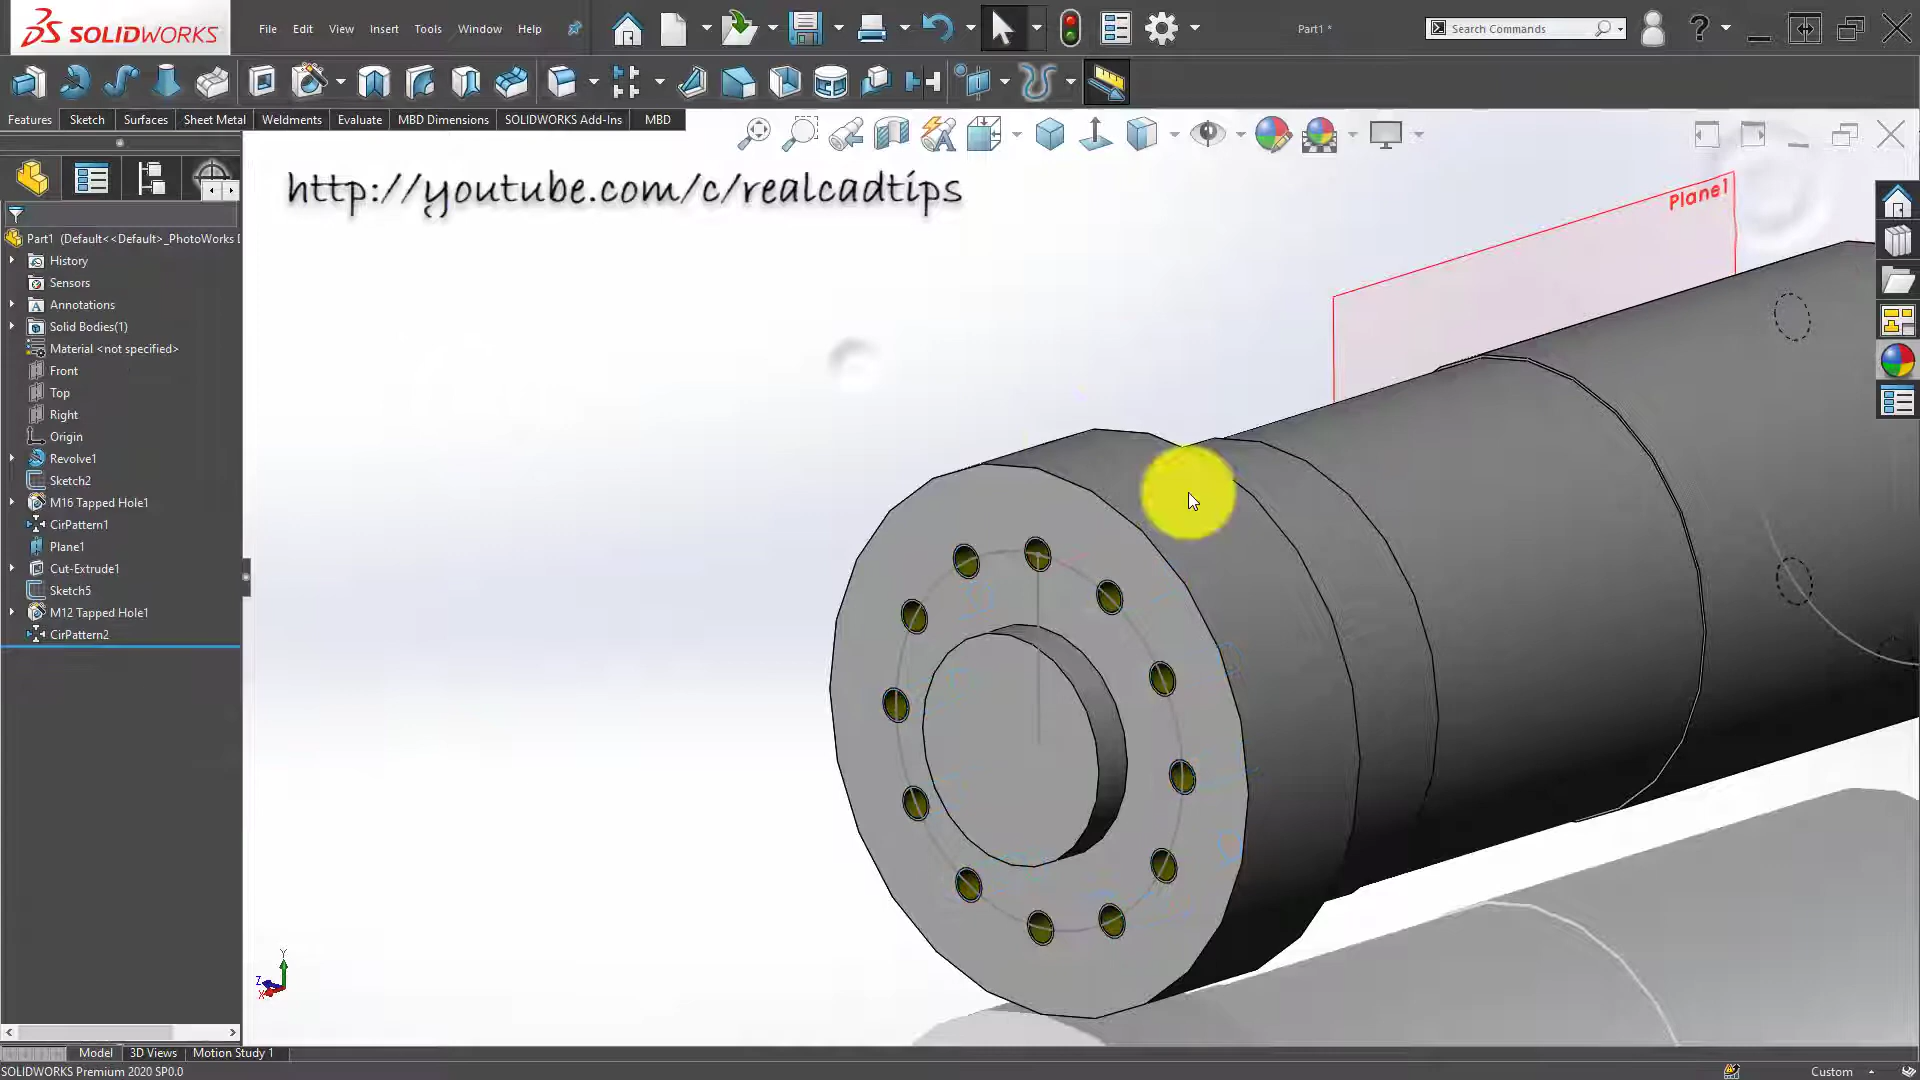 SOLIDWORKS
File Edit View Insert Tools Window Help
Part1 *
Search Commands
?
Features Sketch Surfaces Sheet Metal Weldments Evaluate MBD Dimensions SOLIDWORKS Add-Ins MBD
http://youtube.com/c/realcadtips
Plane1
Part1 (Default<<Default>_PhotoWorks D
History
Sensors
Annotations
Solid Bodies(1)
Material <not specified>
Front
Top
Right
Origin
Revolve1
Sketch2
M16 Tapped Hole1
CirPattern1
Plane1
Cut-Extrude1
Sketch5
M12 Tapped Hole1
CirPattern2
Y
Z
X
Model 3D Views Motion Study 1
SOLIDWORKS Premium 2020 SP0.0
Custom